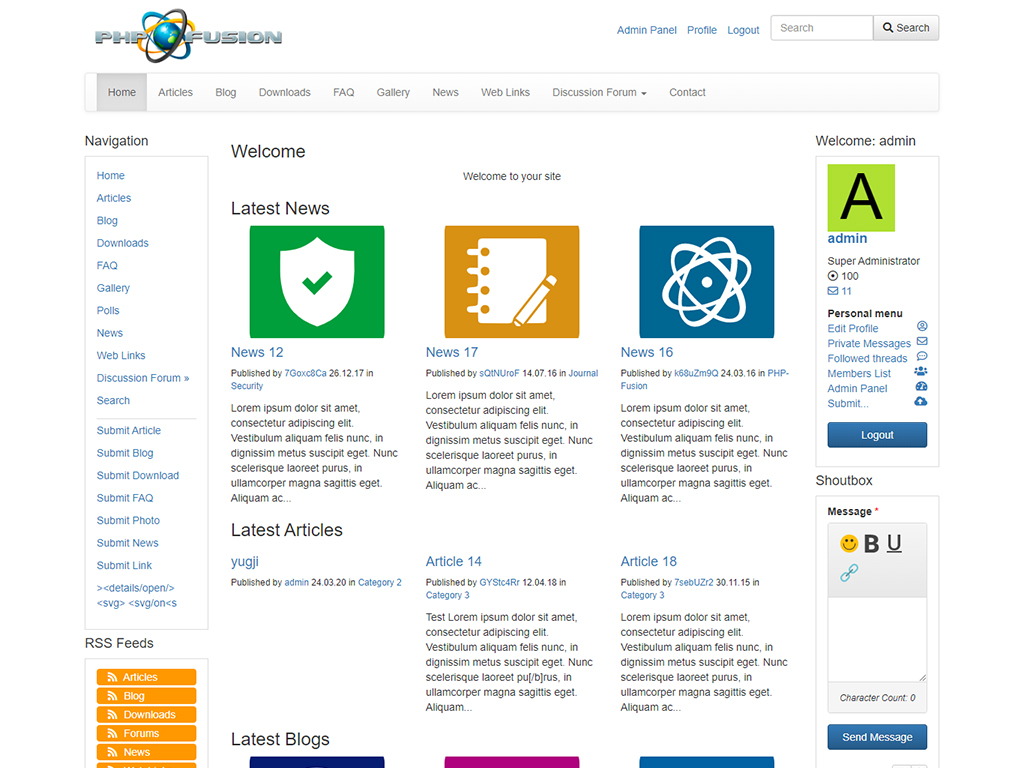 PHP FUSION
Admin Panel Profile Logout Search Search
Home Articles Blog Downloads FAQ Gallery News Web Links Discussion Forum Contact
Navigation
Home
Articles
Blog
Downloads
FAQ
Gallery
Polls
News
Web Links
Discussion Forum »
Search
Submit Article
Submit Blog
Submit Download
Submit FAQ
Submit Photo
Submit News
Submit Link
><details/open/>
<svg> <svg/on<s
RSS Feeds
Articles
Blog
Downloads
Forums
News
Welcome
Welcome to your site
Latest News
News 12
Published by 7Goxc8Ca 26.12.17 in
Security
Lorem ipsum dolor sit amet,
consectetur adipiscing elit.
Vestibulum aliquam felis nunc, in
dignissim metus suscipit eget. Nunc
scelerisque laoreet purus, in
ullamcorper magna sagittis eget.
Aliquam ac...
News 17
Published by sQtNUroF 14.07.16 in Journal
Lorem ipsum dolor sit amet,
consectetur adipiscing elit.
Vestibulum aliquam felis nunc, in
dignissim metus suscipit eget. Nunc
scelerisque laoreet purus, in
ullamcorper magna sagittis eget.
Aliquam ac...
News 16
Published by k68uZm9Q 24.03.16 in PHP-
Fusion
Lorem ipsum dolor sit amet,
consectetur adipiscing elit.
Vestibulum aliquam felis nunc, in
dignissim metus suscipit eget. Nunc
scelerisque laoreet purus, in
ullamcorper magna sagittis eget.
Aliquam ac...
Latest Articles
yugji
Published by admin 24.03.20 in Category 2
Article 14
Published by GYStc4Rr 12.04.18 in
Category 3
Test Lorem ipsum dolor sit amet,
consectetur adipiscing elit.
Vestibulum aliquam felis nunc, in
dignissim metus suscipit eget. Nunc
scelerisque laoreet pu[/b]rus, in
ullamcorper magna sagittis eget.
Aliquam...
Article 18
Published by 7sebUZr2 30.11.15 in
Category 3
Lorem ipsum dolor sit amet,
consectetur adipiscing elit.
Vestibulum aliquam felis nunc, in
dignissim metus suscipit eget. Nunc
scelerisque laoreet purus, in
ullamcorper magna sagittis eget.
Aliquam ac...
Latest Blogs
Welcome: admin
A
admin
Super Administrator
100
11
Personal menu
Edit Profile
Private Messages
Followed threads
Members List
Admin Panel
Submit...
Logout
Shoutbox
Message *
B U
Character Count: 0
Send Message